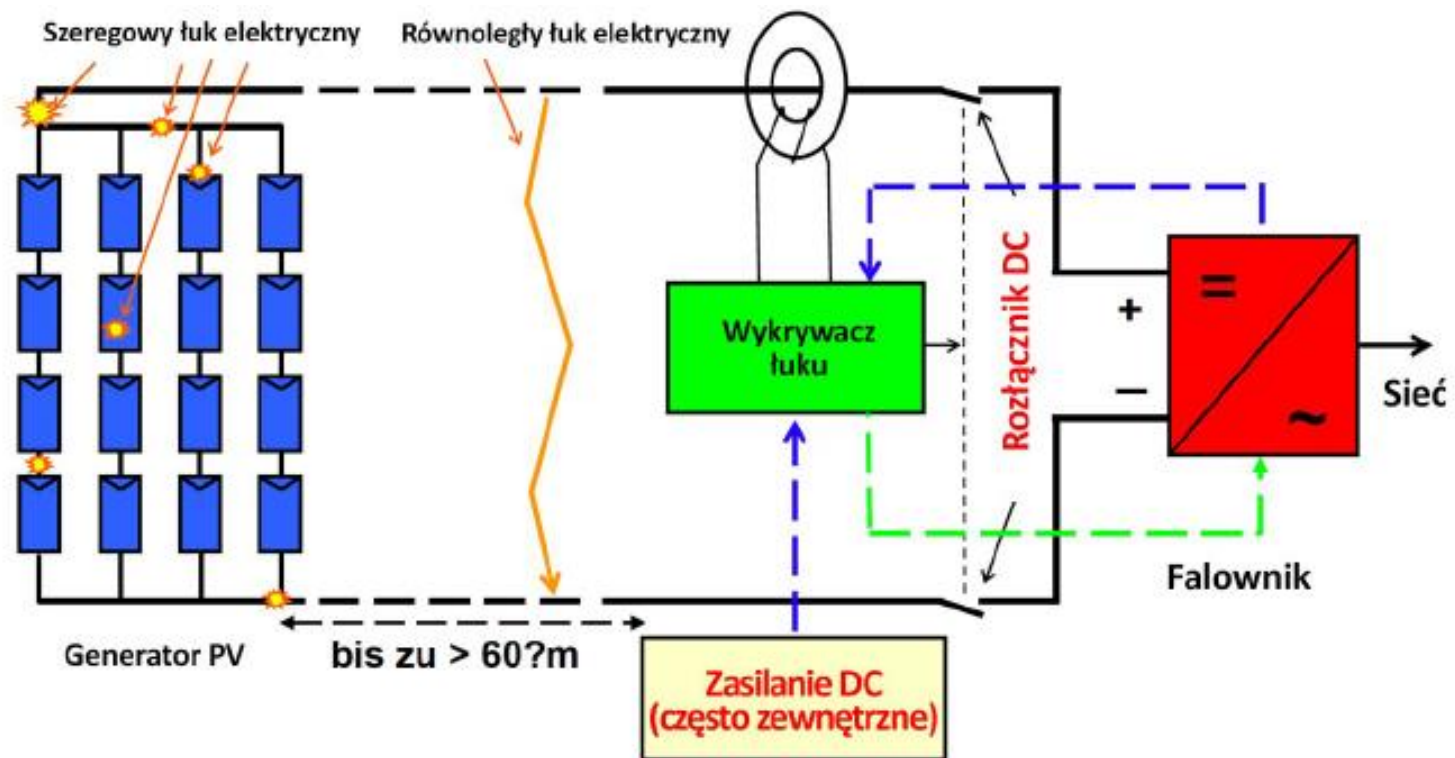 Szeregowy łuk elektryczny
Równoległy łuk elektryczny
Wykrywacz
łuku
Rozłącznik DC
+
–
=
~
Sieć
Falownik
Generator PV
bis zu > 60?m
Zasilanie DC
(często zewnętrzne)